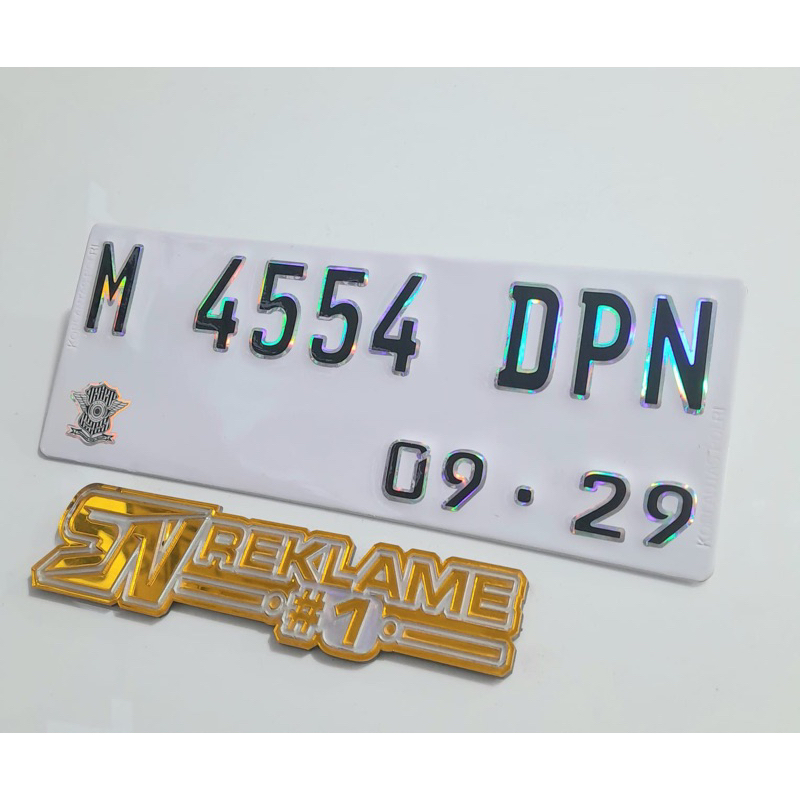 M 4554 DPN
09 · 29
SN REKLAME
#1